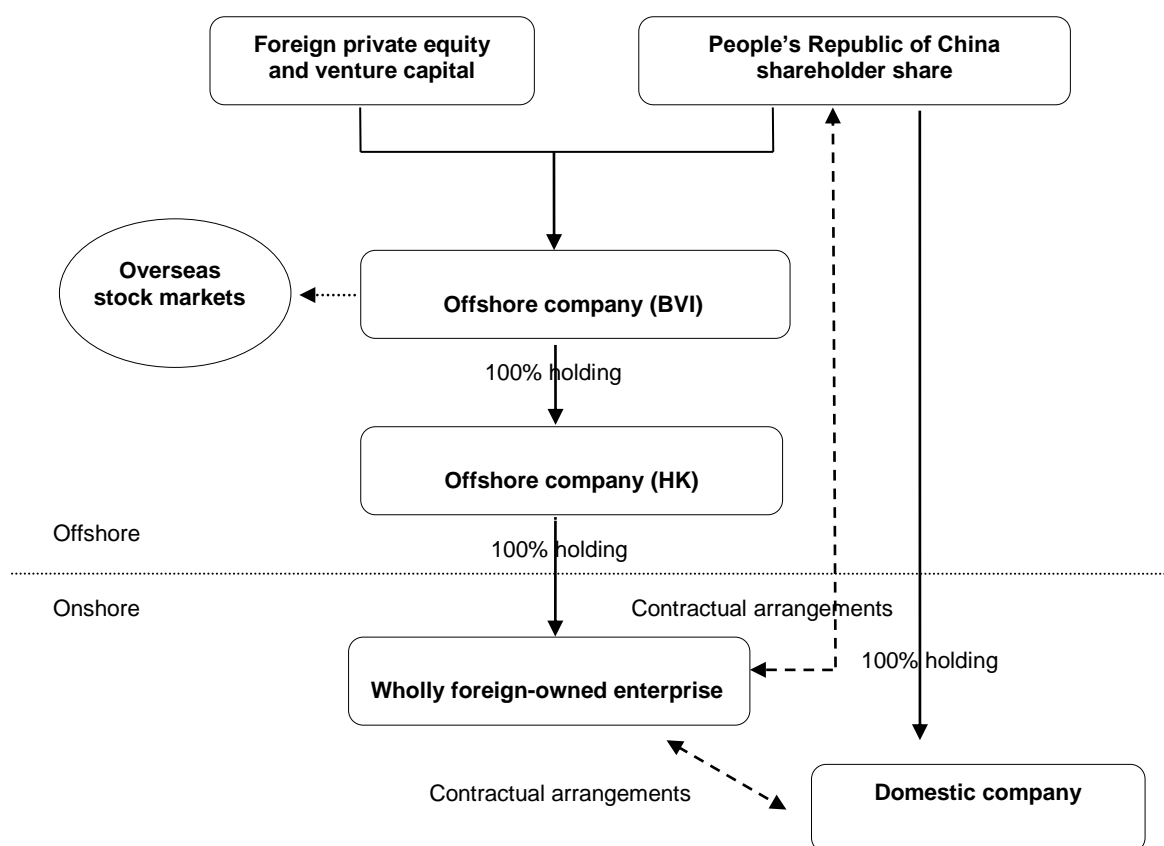 Foreign private equity
and venture capital
People’s Republic of China
shareholder share
Overseas
stock markets
Offshore company (BVI)
100% holding
Offshore company (HK)
Offshore
100% holding
Onshore
Contractual arrangements
100% holding
Wholly foreign-owned enterprise
Contractual arrangements
Domestic company